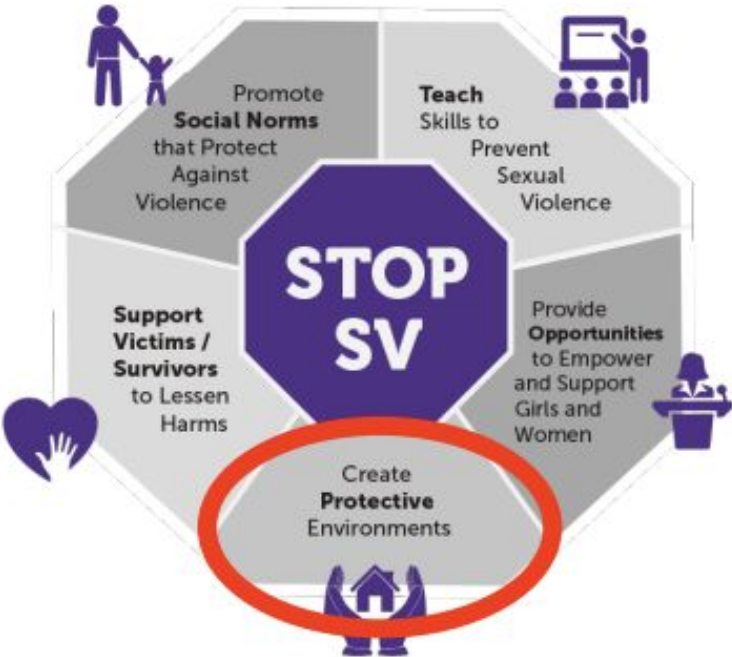 Promote
Social Norms
that Protect
Against
Violence
Teach
Skills to
Prevent
Sexual
Violence
STOP
SV
Support
Victims /
Survivors
to Lessen
Harms
Provide
Opportunities
to Empower
and Support
Girls and
Women
Create
Protective
Environments